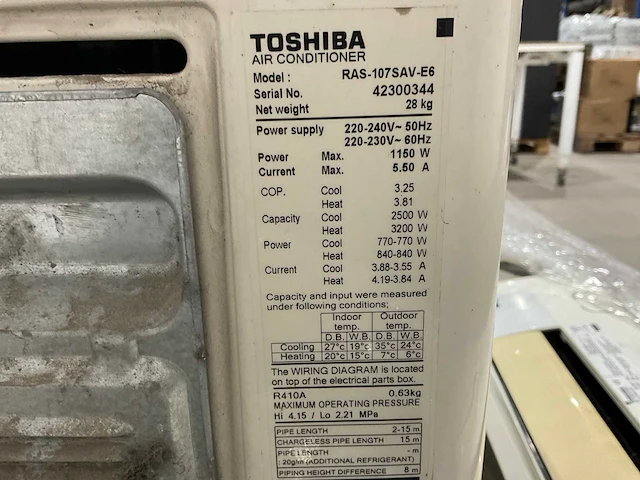 TOSHIBA
AIR CONDITIONER
Model : RAS-107SAV-E6
Serial No. 42300344
Net weight 28 kg
Power supply 220-240V~ 50Hz
220-230V~ 60Hz
Power Max. 1150 W
Current Max. 5.50 A
COP. Cool 3.25
Heat 3.81
Capacity Cool 2500 W
Heat 3200 W
Power Cool 770-770 W
Heat 840-840 W
Current Cool 3.88-3.55 A
Heat 4.19-3.84 A
Capacity and input were measured
under following conditions;
Indoor temp. Outdoor temp.
D.B. W.B. D.B. W.B.
Cooling 27°c 19°c 35°c 24°c
Heating 20°c 15°c 7°c 6°c
The WIRING DIAGRAM is located
on top of the electrical parts box.
R410A 0.63kg
MAXIMUM OPERATING PRESSURE
Hi 4.15 / Lo 2.21 MPa
PIPE LENGTH 2-15 m
CHARGELESS PIPE LENGTH 15 m
PIPE LENGTH - m
: 20g/m (ADDITIONAL REFRIGERANT)
PIPING HEIGHT DIFFERENCE 8 m